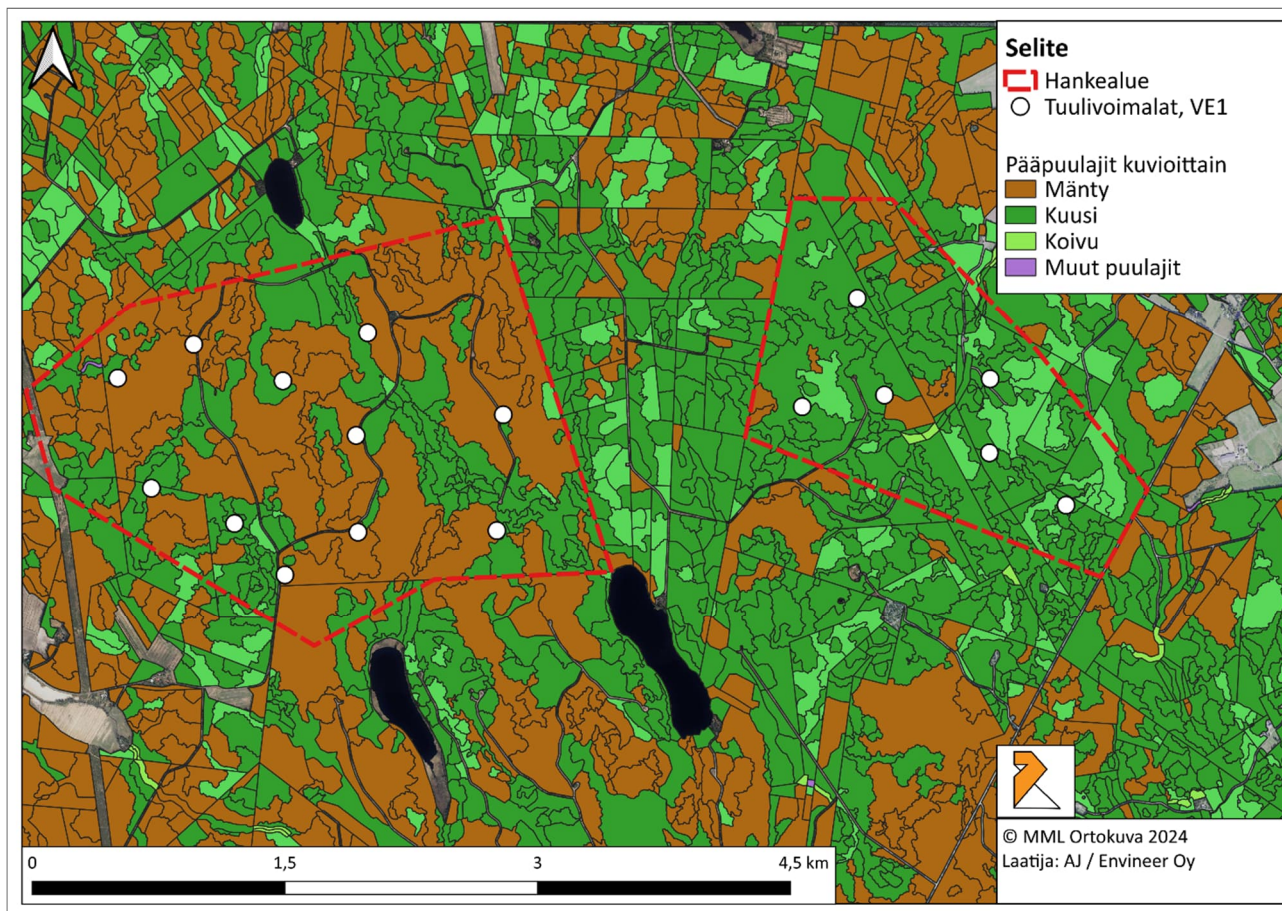 Selite
Hankealue
Tuulivoimalat, VE1
Pääpuulajit kuvioittain
Mänty
Kuusi
Koivu
Muut puulajit
© MML Ortokuva 2024
Laatija: AJ / Envineer Oy
0 1,5 3 4,5 km